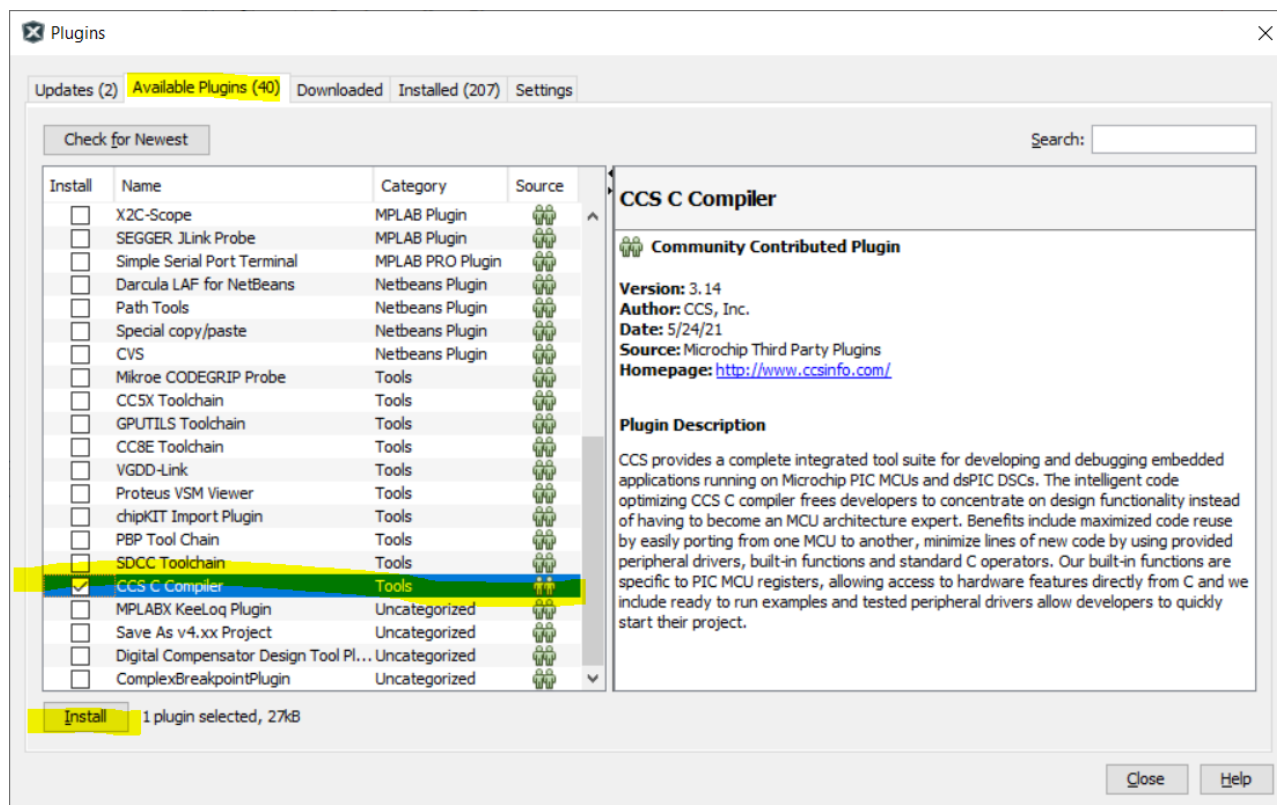 Plugins
Updates (2) Available Plugins (40) Downloaded Installed (207) Settings
Check for Newest Search:
Install Name Category Source
X2C-Scope MPLAB Plugin
SEGGER JLink Probe MPLAB Plugin
Simple Serial Port Terminal MPLAB PRO Plugin
Darcula LAF for NetBeans Netbeans Plugin
Path Tools Netbeans Plugin
Special copy/paste Netbeans Plugin
CVS Netbeans Plugin
Mikroe CODEGRIP Probe Tools
CC5X Toolchain Tools
GPUTILS Toolchain Tools
CC8E Toolchain Tools
VGDD-Link Tools
Proteus VSM Viewer Tools
chipKIT Import Plugin Tools
PBP Tool Chain Tools
SDCC Toolchain Tools
CCS C Compiler Tools
MPLABX KeeLoq Plugin Uncategorized
Save As v4.xx Project Uncategorized
Digital Compensator Design Tool Pl... Uncategorized
ComplexBreakpointPlugin Uncategorized
CCS C Compiler
Community Contributed Plugin
Version: 3.14
Author: CCS, Inc.
Date: 5/24/21
Source: Microchip Third Party Plugins
Homepage: http://www.ccsinfo.com/
Plugin Description
CCS provides a complete integrated tool suite for developing and debugging embedded
applications running on Microchip PIC MCUs and dsPIC DSCs. The intelligent code
optimizing CCS C compiler frees developers to concentrate on design functionality instead
of having to become an MCU architecture expert. Benefits include maximized code reuse
by easily porting from one MCU to another, minimize lines of new code by using provided
peripheral drivers, built-in functions and standard C operators. Our built-in functions are
specific to PIC MCU registers, allowing access to hardware features directly from C and we
include ready to run examples and tested peripheral drivers allow developers to quickly
start their project.
Install 1 plugin selected, 27kB
Close Help